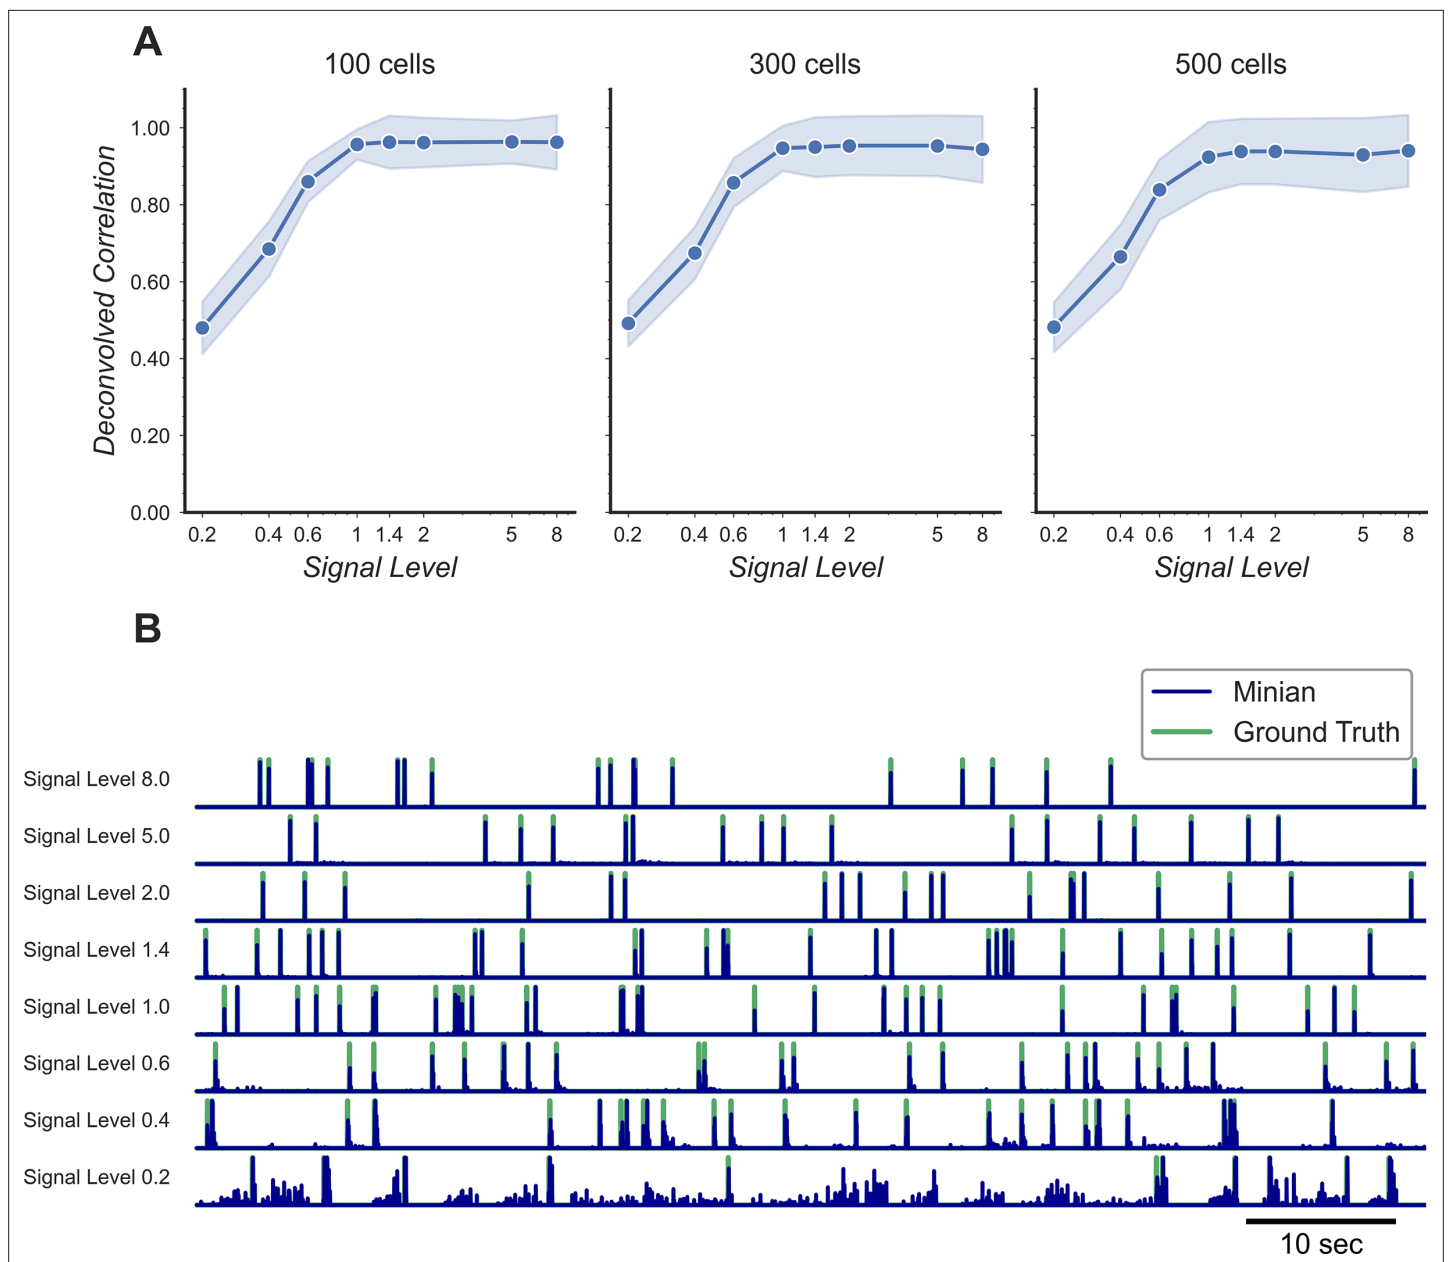 A
100 cells
300 cells
500 cells
Deconvolved Correlation
1.00
0.80
0.60
0.40
0.20
0.00
0.2 0.4 0.6 1 1.4 2 5 8
0.2 0.4 0.6 1 1.4 2 5 8
0.2 0.4 0.6 1 1.4 2 5 8
Signal Level
Signal Level
Signal Level
B
Minian
Ground Truth
Signal Level 8.0
Signal Level 5.0
Signal Level 2.0
Signal Level 1.4
Signal Level 1.0
Signal Level 0.6
Signal Level 0.4
Signal Level 0.2
10 sec